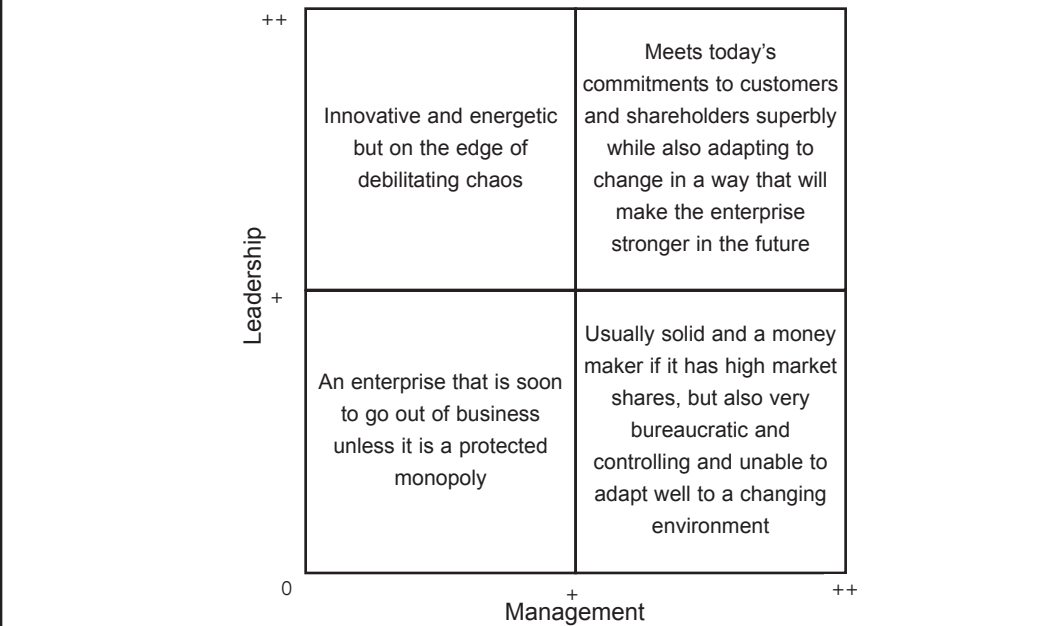 ++
Innovative and energetic
but on the edge of
debilitating chaos
Meets today’s
commitments to customers
and shareholders superbly
while also adapting to
change in a way that will
make the enterprise
stronger in the future
Leadership
+
An enterprise that is soon
to go out of business
unless it is a protected
monopoly
Usually solid and a money
maker if it has high market
shares, but also very
bureaucratic and
controlling and unable to
adapt well to a changing
environment
0
+
++
Management